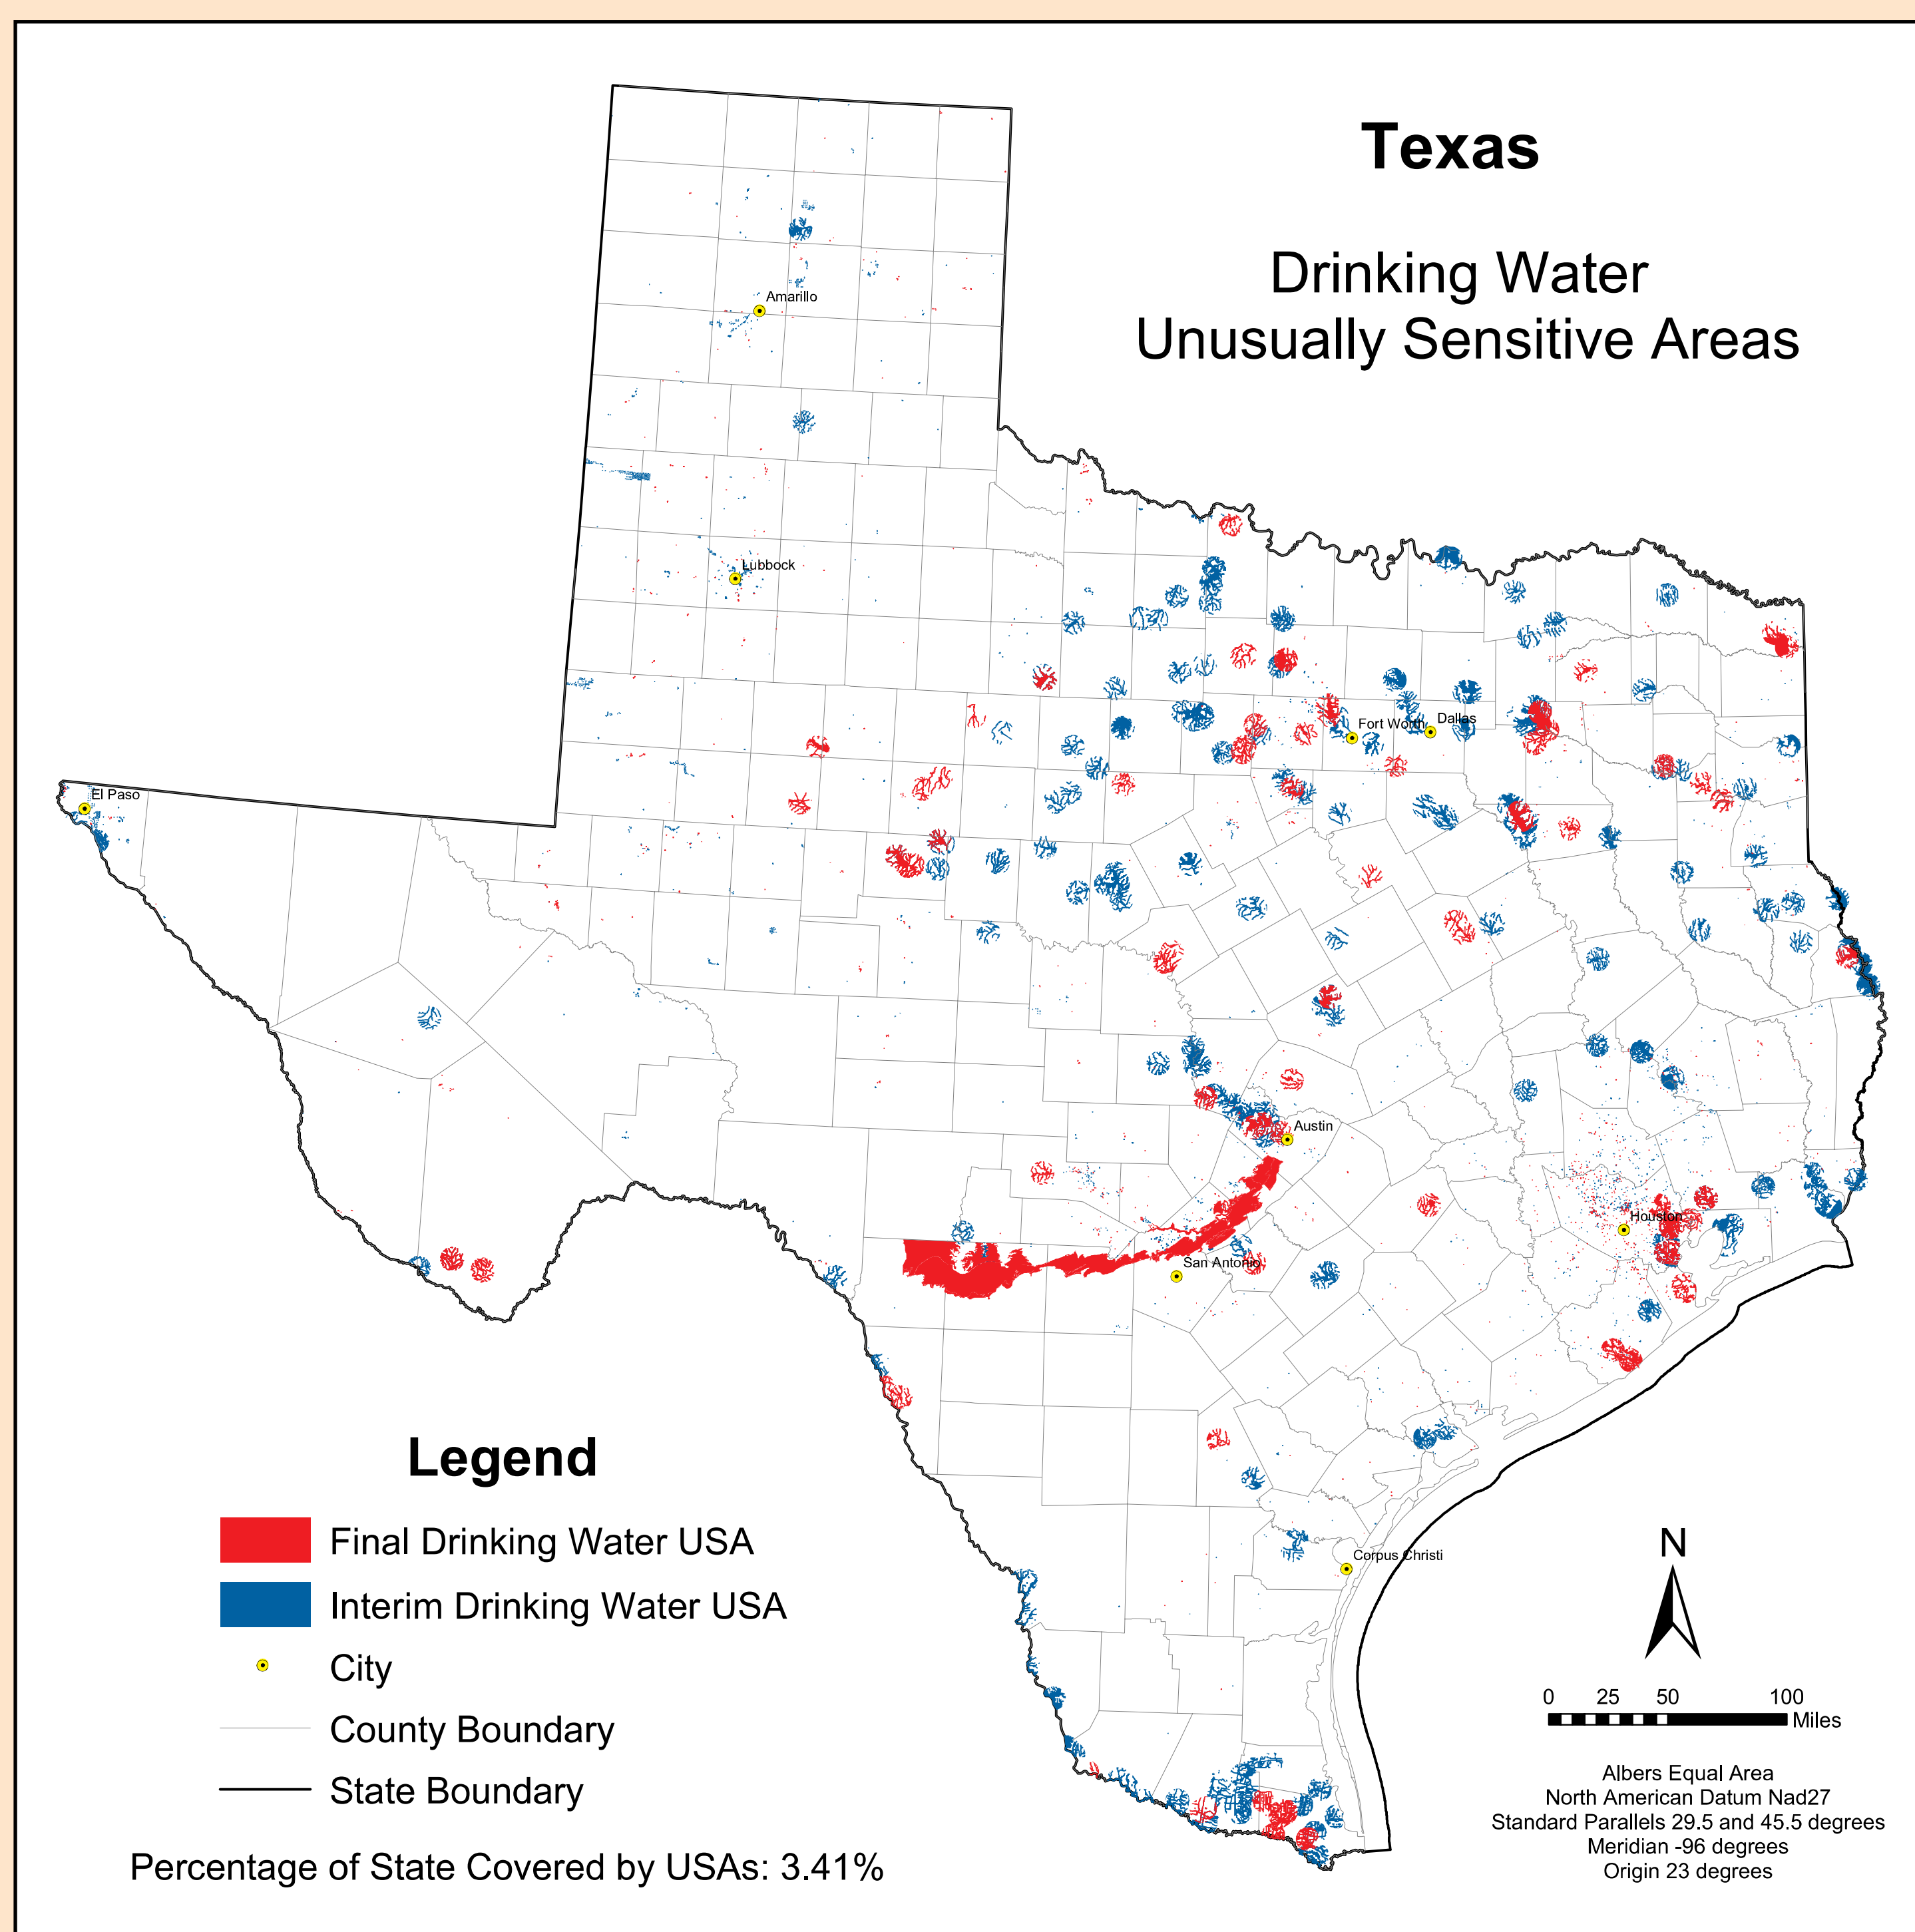 Texas
Drinking Water
Unusually Sensitive Areas
Amarillo
Lubbock
Fort Worth
Dallas
El Paso
Austin
Houston
San Antonio
Corpus Christi
Legend
Final Drinking Water USA
Interim Drinking Water USA
City
County Boundary
State Boundary
Percentage of State Covered by USAs: 3.41%
N
0 25 50 100
Miles
Albers Equal Area
North American Datum Nad27
Standard Parallels 29.5 and 45.5 degrees
Meridian -96 degrees
Origin 23 degrees